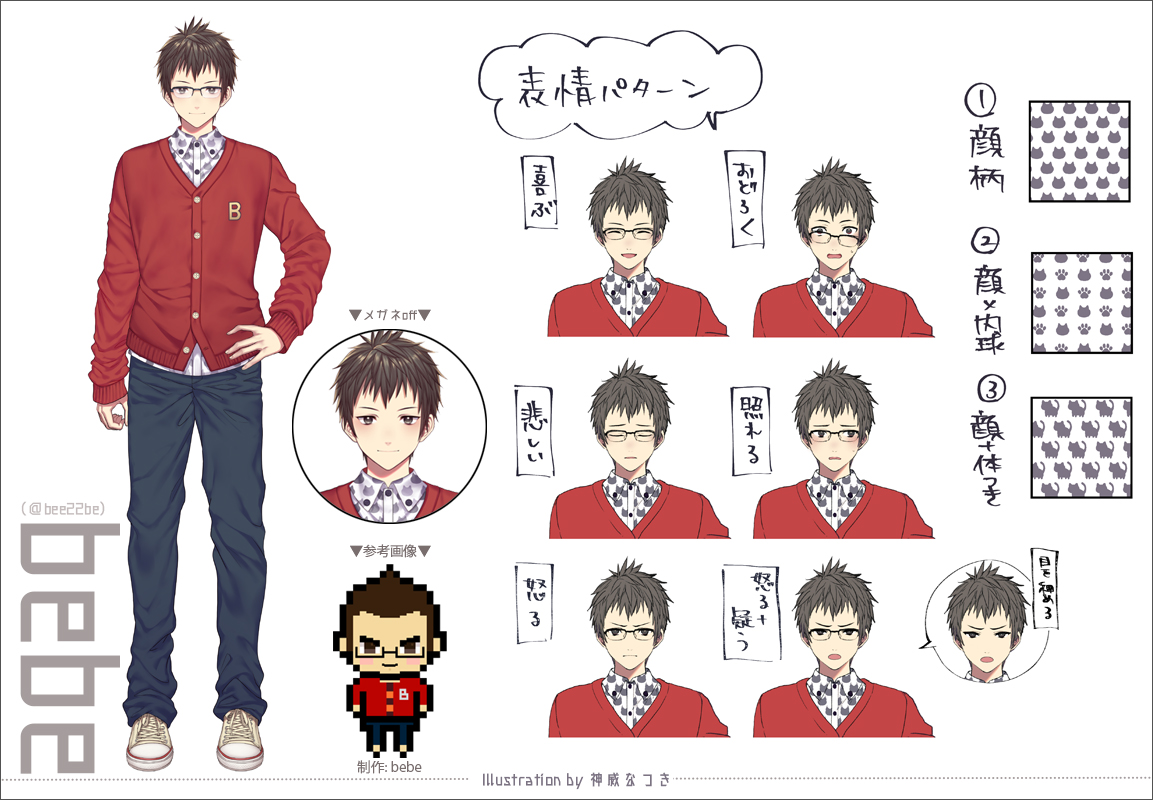 表情パターン
喜ぶ
おどろく
悲しい
照れる
怒る
怒る+
疑う
目を細める
①顔柄
②顔×肉球
③顔+体つき
B
▼メガネoff▼
▼参考画像▼
B
制作: bebe
(@bee22be)
bebe
Illustration by 神威なつき